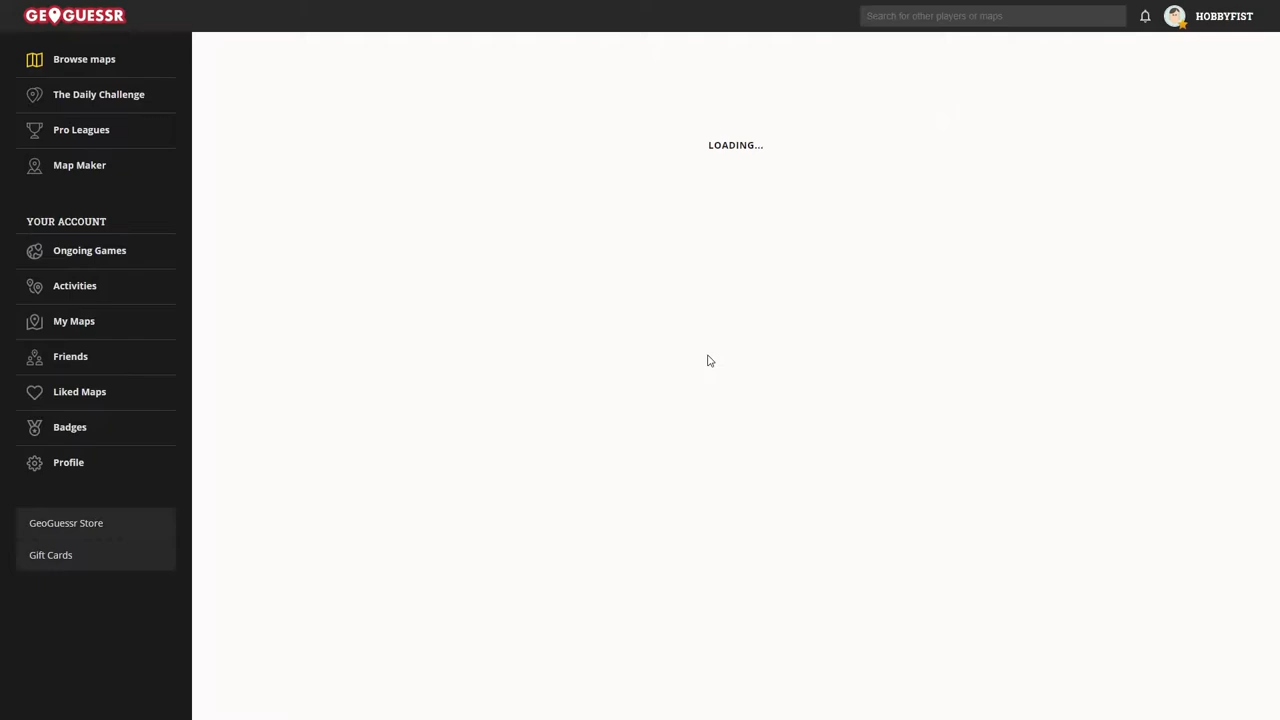 GEOGUESSR
Search for other players or maps
HOBBYFIST
Browse maps
The Daily Challenge
Pro Leagues
Map Maker
LOADING...
YOUR ACCOUNT
Ongoing Games
Activities
My Maps
Friends
Liked Maps
Badges
Profile
GeoGuessr Store
Gift Cards